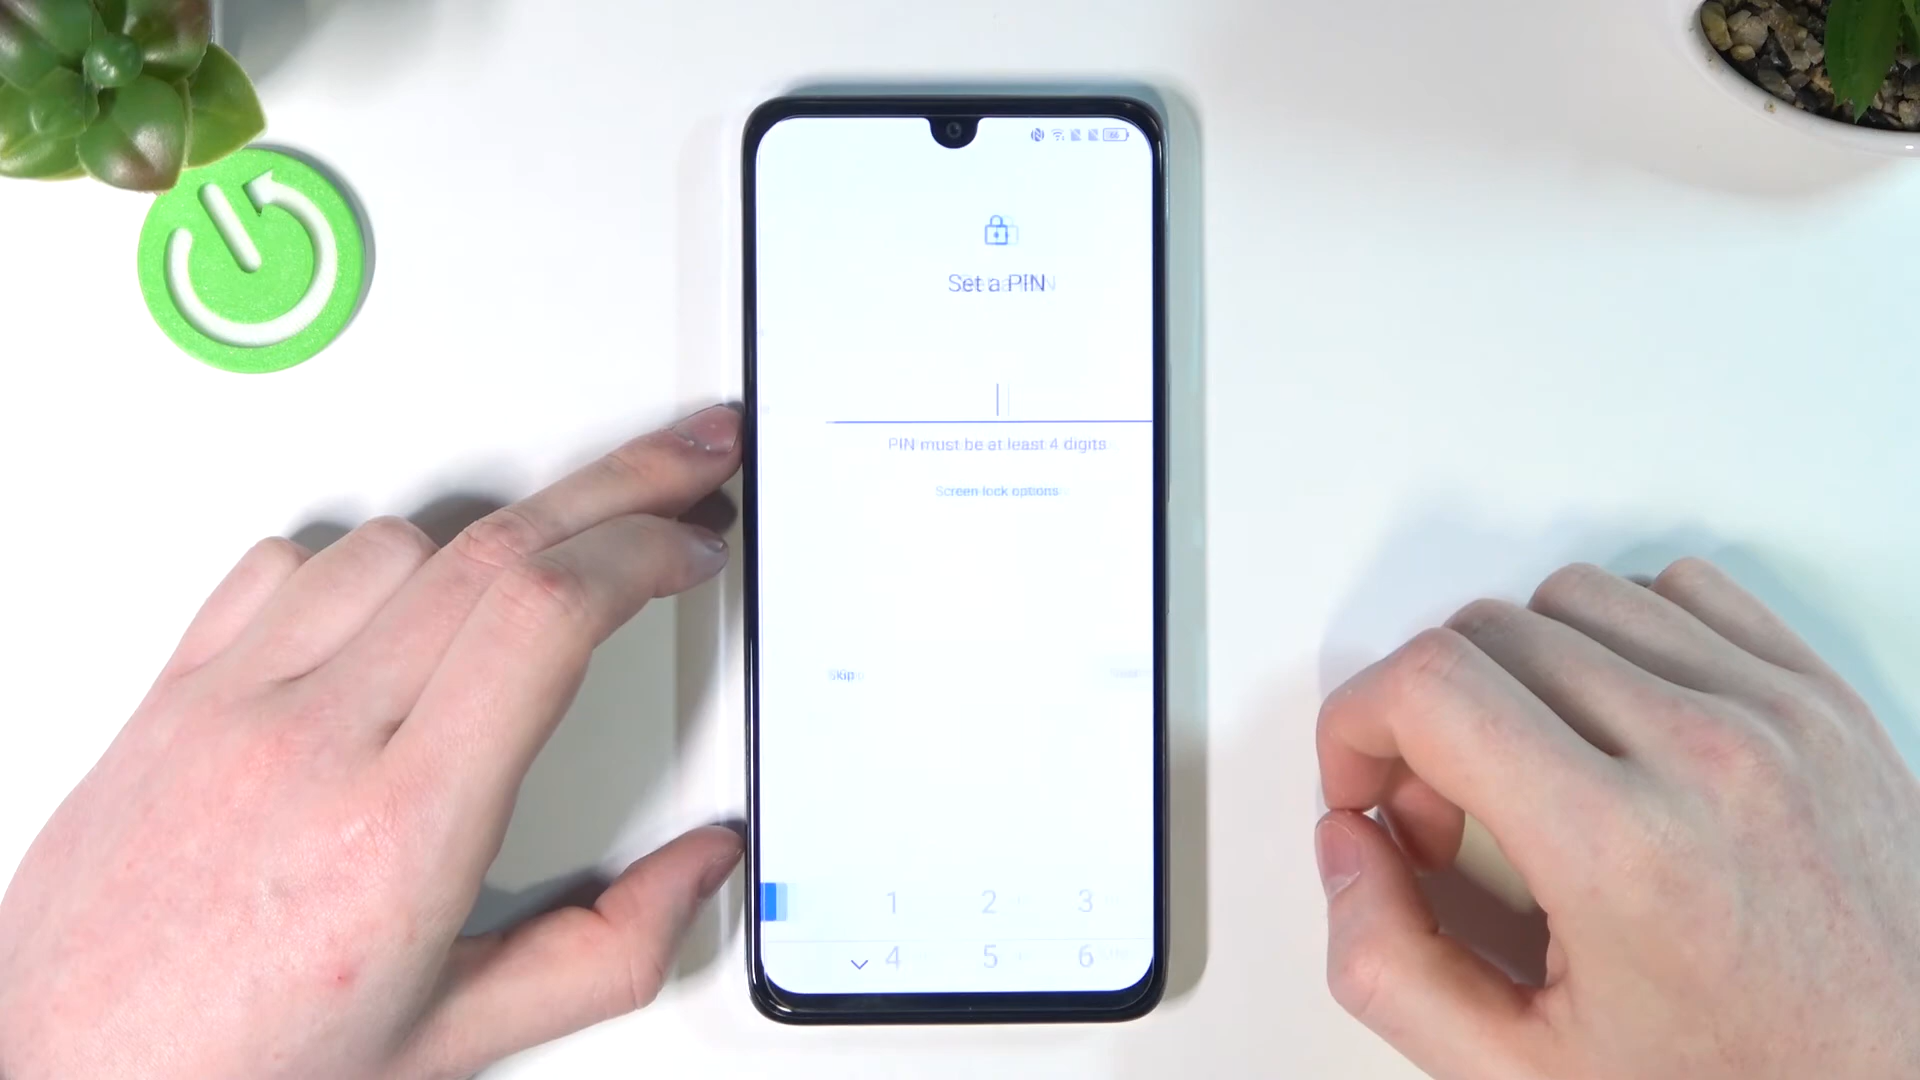 Set a PIN
PIN must be at least 4 digits
Screen lock options
Skip
1 2 3
4 5 6